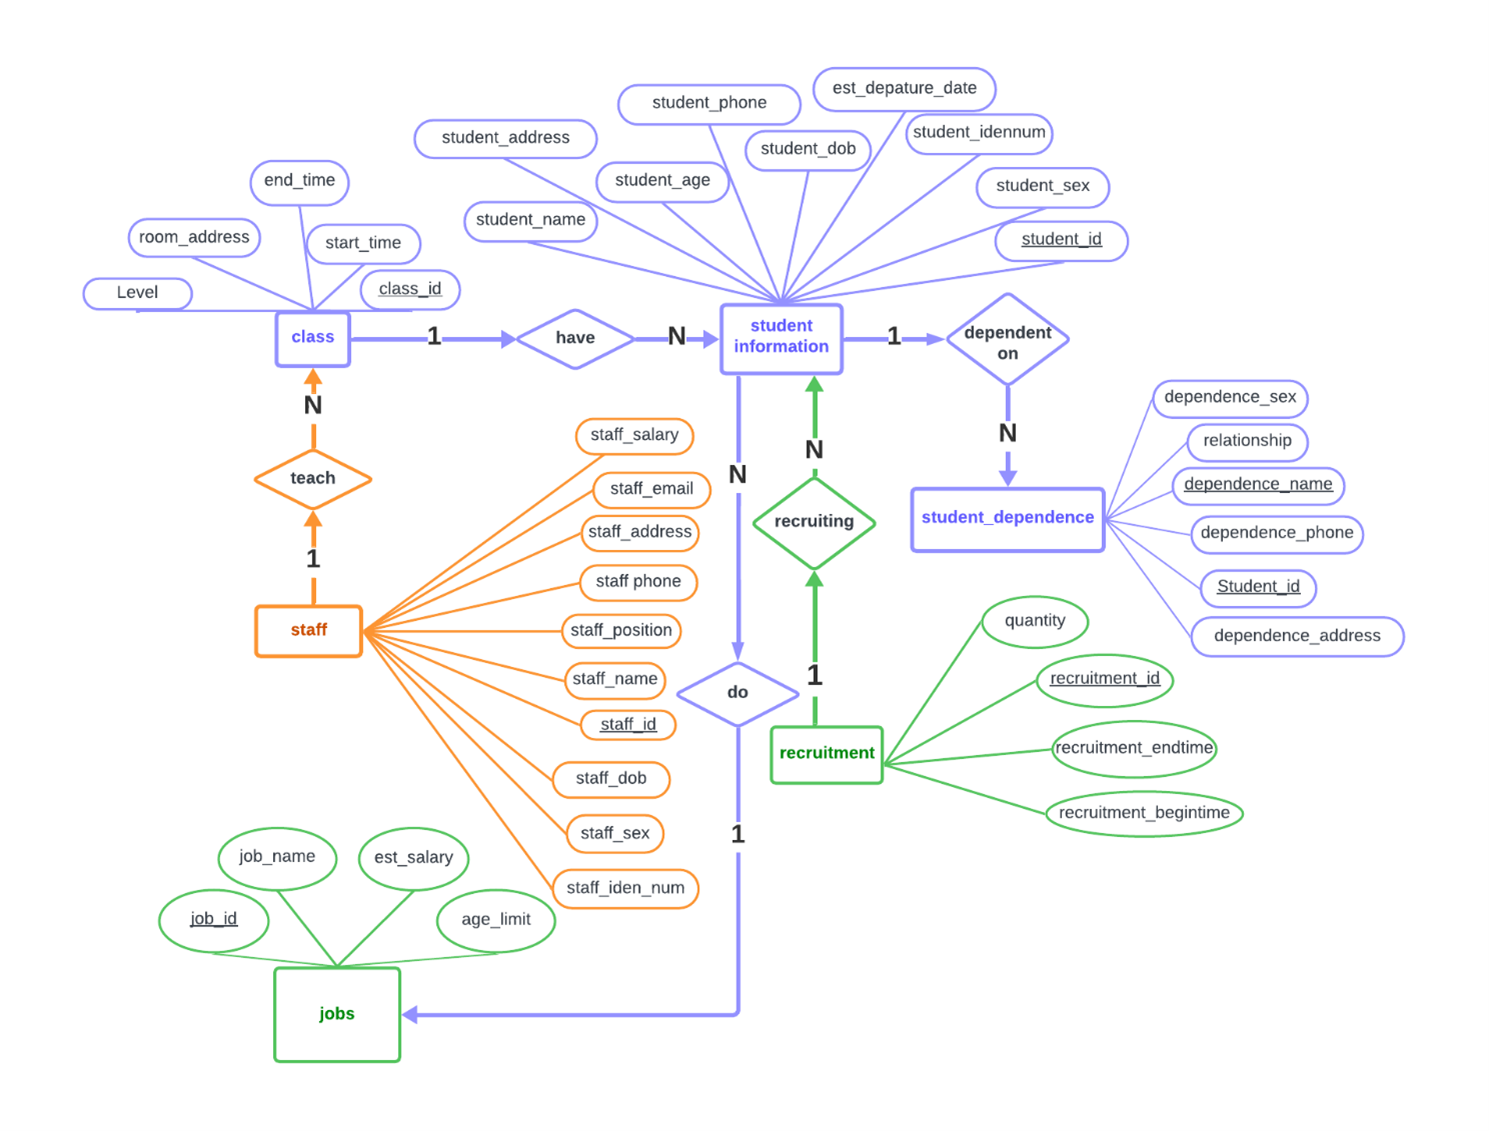 est_depature_date
student_phone
student_idennum
student_address
student_dob
student_age
student_sex
end_time
student_name
student_id
room_address
start_time
Level
class_id
class
1
have
N
student
information
1
dependent
on
N
teach
1
staff
N
N
N
student_dependence
dependence_sex
relationship
dependence_name
dependence_phone
Student_id
dependence_address
staff_salary
staff_email
staff_address
staff phone
staff_position
staff_name
staff_id
staff_dob
staff_sex
staff_iden_num
recruiting
1
recruitment
quantity
recruitment_id
recruitment_endtime
recruitment_begintime
do
1
job_name
est_salary
job_id
age_limit
jobs